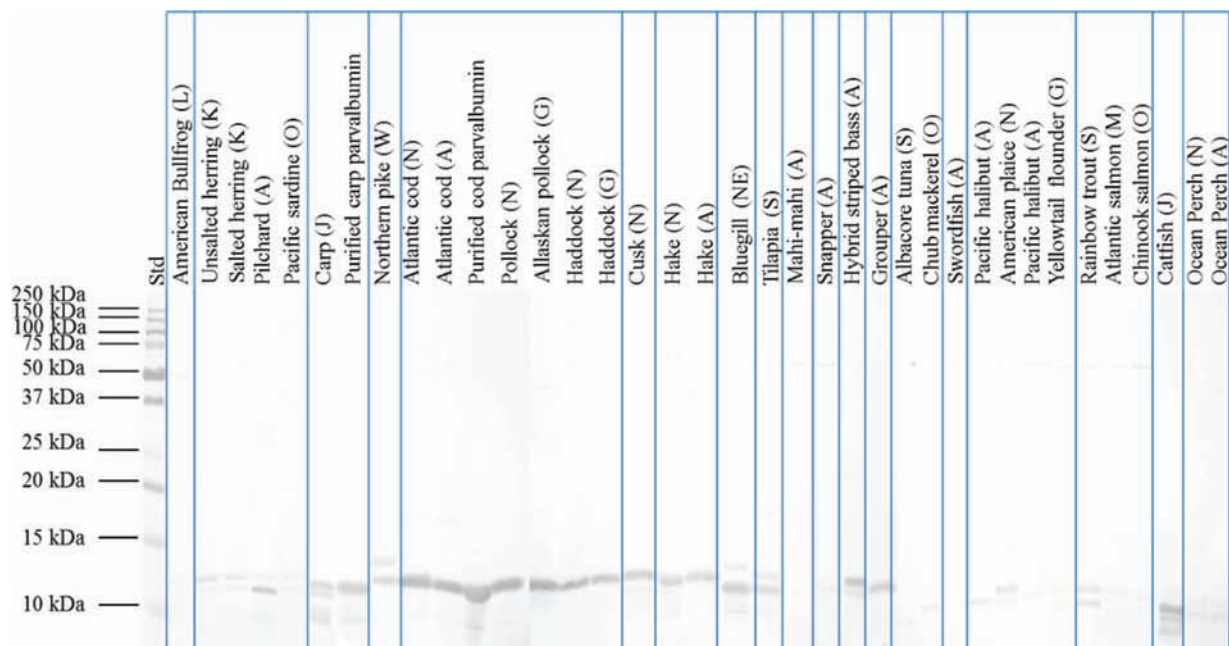 Std
American Bullfrog (L)
Unsalted herring (K)
Salted herring (K)
Pilchard (A)
Pacific sardine (O)
Carp (J)
Purified carp parvalbumin
Northern pike (W)
Atlantic cod (N)
Atlantic cod (A)
Purified cod parvalbumin
Pollock (N)
Allaskan pollock (G)
Haddock (N)
Haddock (G)
Cusk (N)
Hake (N)
Hake (A)
Bluegill (NE)
Tilapia (S)
Mahi-mahi (A)
Snapper (A)
Hybrid striped bass (A)
Grouper (A)
Albacore tuna (S)
Chub mackerel (O)
Swordfish (A)
Pacific halibut (A)
American plaice (N)
Pacific halibut (A)
Yellowtail flounder (G)
Rainbow trout (S)
Atlantic salmon (M)
Chinook salmon (O)
Catfish (J)
Ocean Perch (N)
Ocean Perch (A)
250 kDa
150 kDa
100 kDa
75 kDa
50 kDa
37 kDa
25 kDa
20 kDa
15 kDa
10 kDa